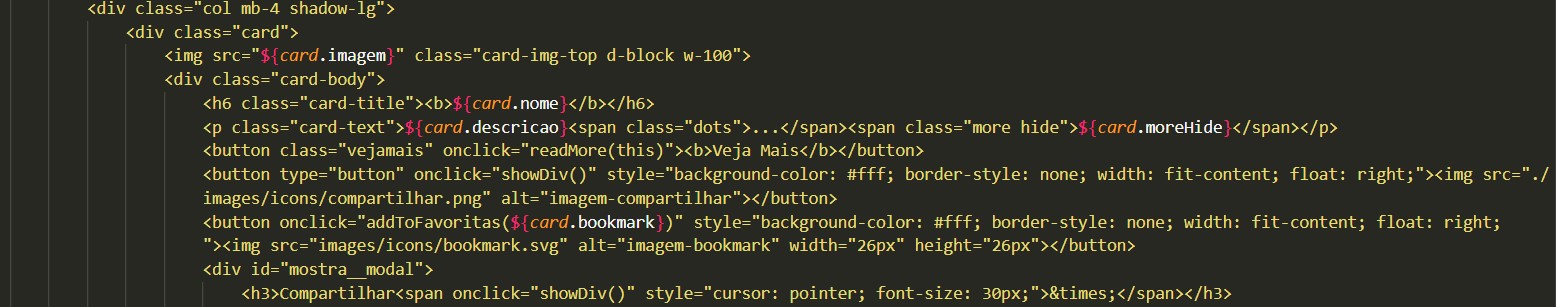 <div class="col mb-4 shadow-lg">
<div class="card">
<img src="${card.imagem}" class="card-img-top d-block w-100">
<div class="card-body">
<h6 class="card-title"><b>${card.nome}</b></h6>
<p class="card-text">${card.descricao}<span class="dots">...</span><span class="more hide">${card.moreHide}</span></p>
<button class="vejamais" onclick="readMore(this)"><b>Veja Mais</b></button>
<button type="button" onclick="showDiv()" style="background-color: #fff; border-style: none; width: fit-content; float: right;"><img src="./
images/icons/compartilhar.png" alt="imagem-compartilhar"></button>
<button onclick="addToFavoritas(${card.bookmark})" style="background-color: #fff; border-style: none; width: fit-content; float: right;
"><img src="images/icons/bookmark.svg" alt="imagem-bookmark" width="26px" height="26px"></button>
<div id="mostra__modal">
<h3>Compartilhar<span onclick="showDiv()" style="cursor: pointer; font-size: 30px;">&times;</span></h3>